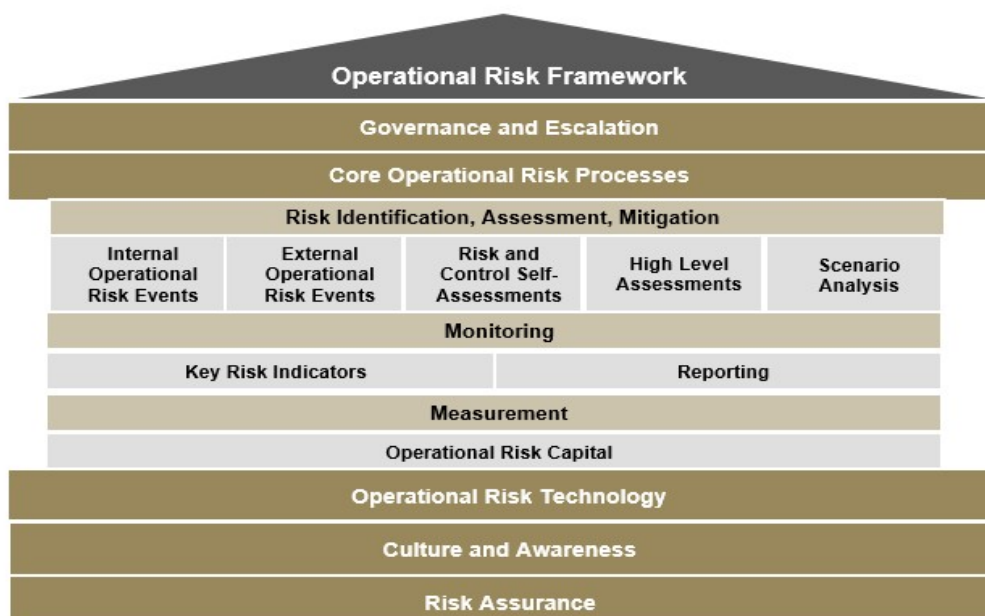 Operational Risk Framework
Governance and Escalation
Core Operational Risk Processes
Risk Identification, Assessment, Mitigation
Internal
Operational
Risk Events
External
Operational
Risk Events
Risk and
Control Self-
Assessments
High Level
Assessments
Scenario
Analysis
Monitoring
Key Risk Indicators
Reporting
Measurement
Operational Risk Capital
Operational Risk Technology
Culture and Awareness
Risk Assurance